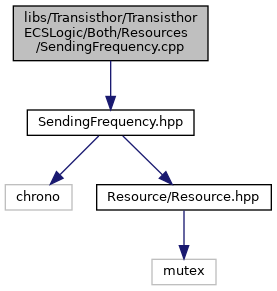 libs/Transisthor/Transisthor
ECSLogic/Both/Resources
/SendingFrequency.cpp
SendingFrequency.hpp
chrono
Resource/Resource.hpp
mutex